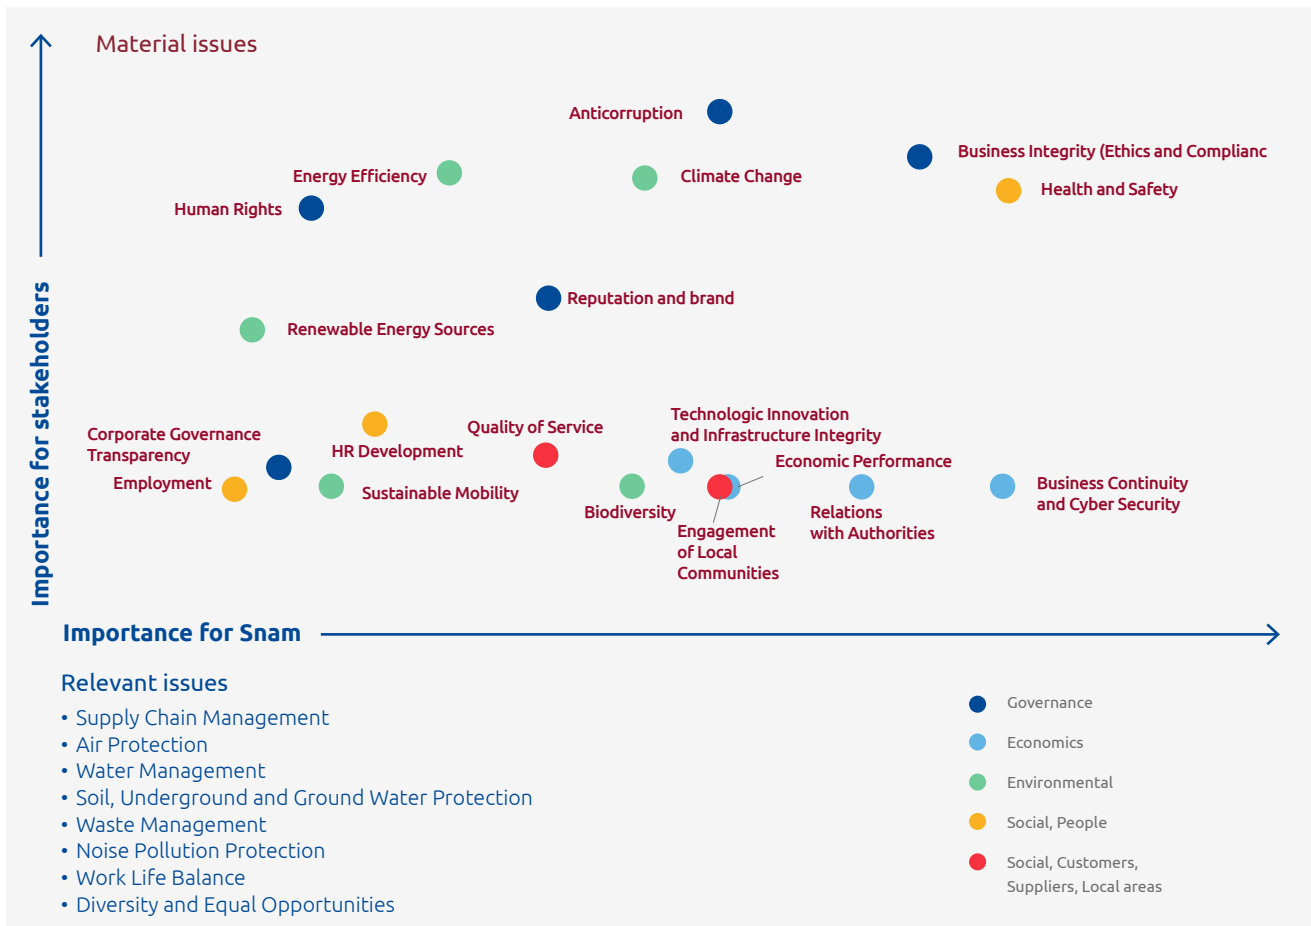 Material issues
Anticorruption
Business Integrity (Ethics and Complianc
Energy Efficiency
Climate Change
Health and Safety
Human Rights
Reputation and brand
Renewable Energy Sources
Technologic Innovation
and Infrastructure Integrity
Corporate Governance
Transparency
Quality of Service
HR Development
Economic Performance
Employment
Sustainable Mobility
Business Continuity
and Cyber Security
Biodiversity
Relations
with Authorities
Engagement
of Local
Communities
Importance for stakeholders
Importance for Snam
Relevant issues
• Supply Chain Management
• Air Protection
• Water Management
• Soil, Underground and Ground Water Protection
• Waste Management
• Noise Pollution Protection
• Work Life Balance
• Diversity and Equal Opportunities
Governance
Economics
Environmental
Social, People
Social, Customers,
Suppliers, Local areas